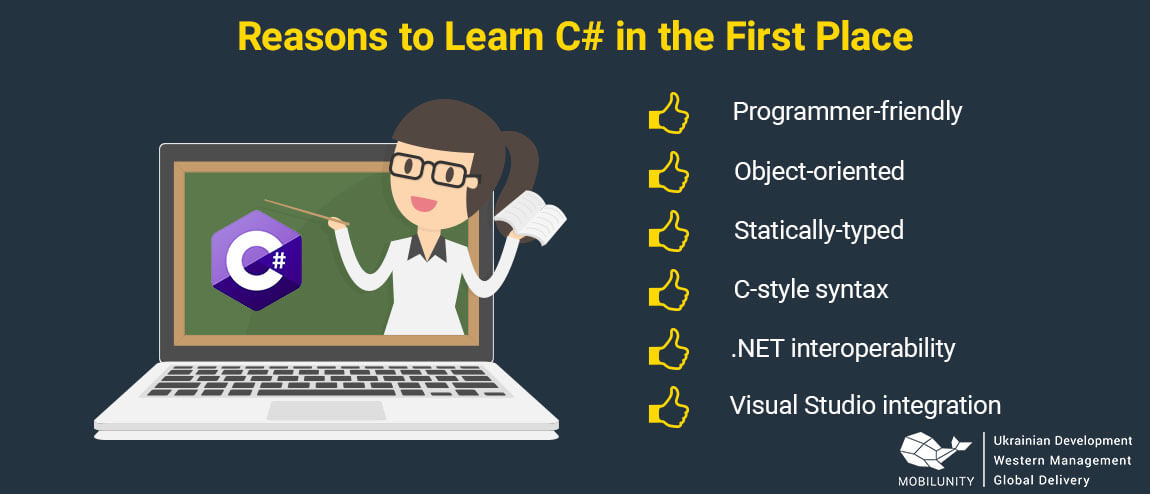 Reasons to Learn C# in the First Place
C#
Programmer-friendly
Object-oriented
Statically-typed
C-style syntax
.NET interoperability
Visual Studio integration
MOBILUNITY
Ukrainian Development
Western Management
Global Delivery